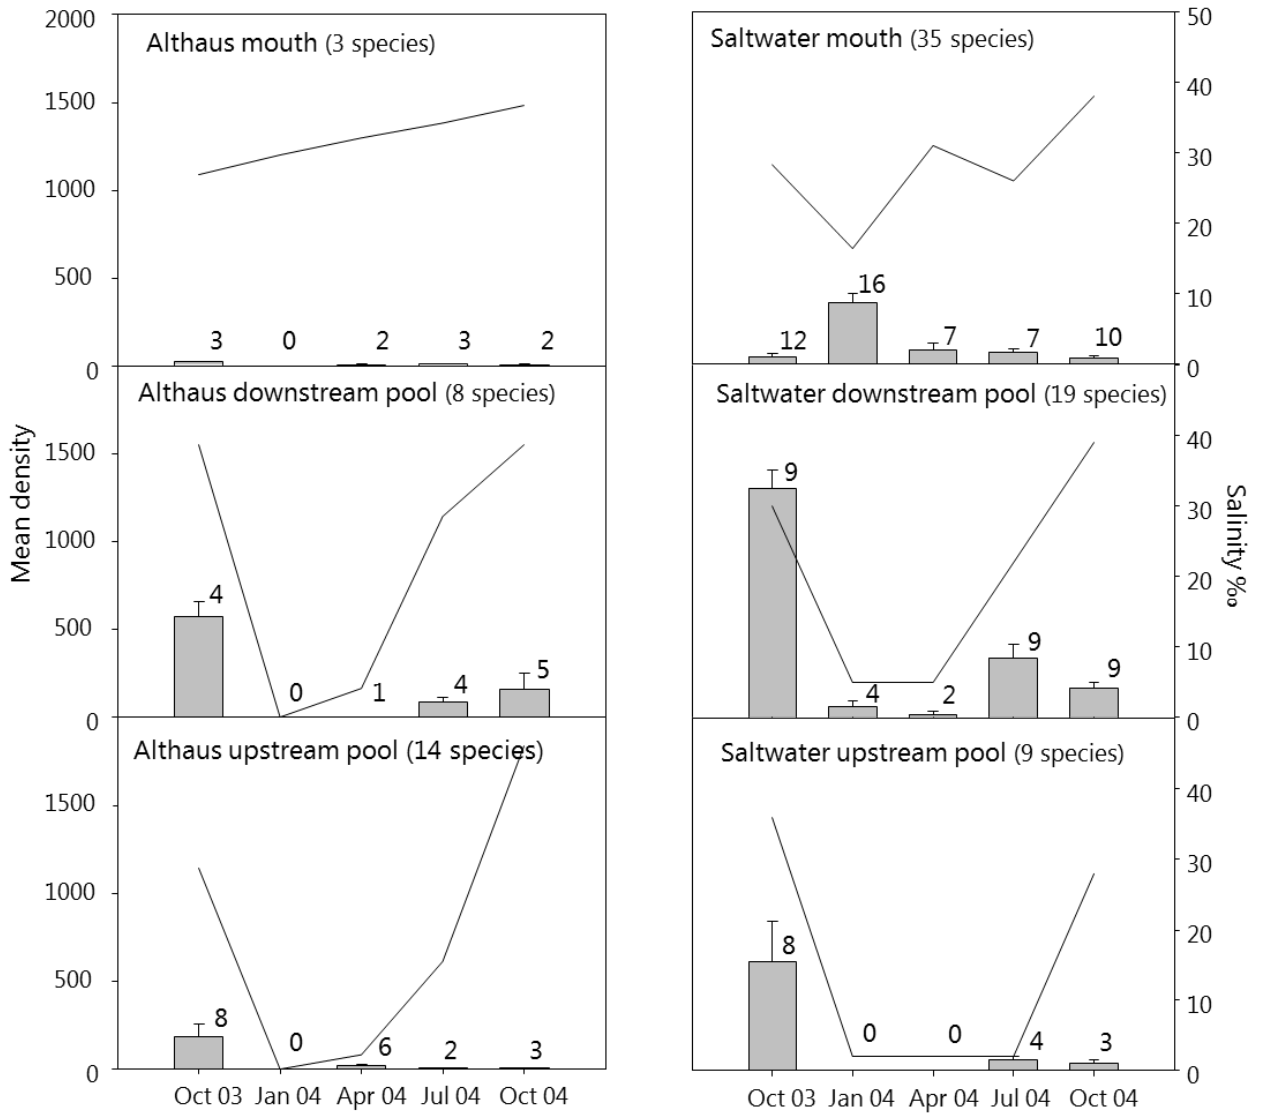 2000
1500
1000
500
0
1500
1000
500
0
1500
1000
500
0
Mean density
Althaus mouth (3 species)
3 0 2 3 2
Althaus downstream pool (8 species)
4 0 1 4 5
Althaus upstream pool (14 species)
8 0 6 2 3
Oct 03 Jan 04 Apr 04 Jul 04 Oct 04
Saltwater mouth (35 species)
12 16 7 7 10
Saltwater downstream pool (19 species)
9 4 2 9 9
Saltwater upstream pool (9 species)
8 0 0 4 3
Oct 03 Jan 04 Apr 04 Jul 04 Oct 04
50
40
30
20
10
0
40
30
20
10
0
40
30
20
10
0
Salinity ‰